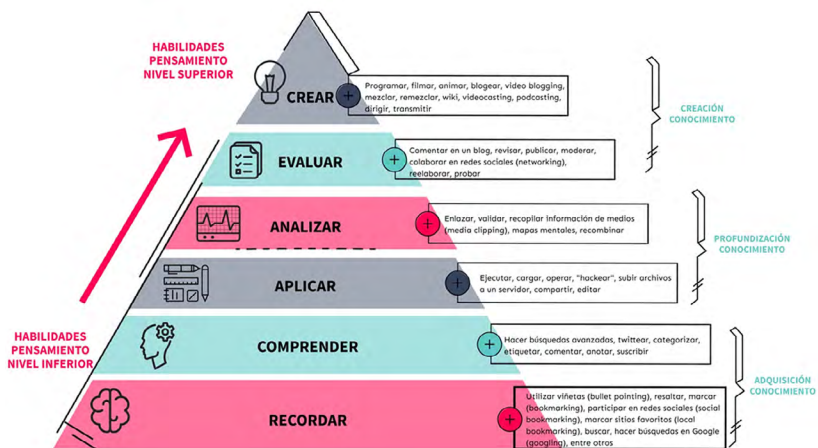 HABILIDADES
PENSAMIENTO
NIVEL SUPERIOR
CREAR
+
Programar, filmar, animar, blogear, video blogging,
mezclar, remezclar, wiki, videocasting, podcasting,
dirigir, transmitir
CREACIÓN
CONOCIMIENTO
EVALUAR
+
Comentar en un blog, revisar, publicar, moderar,
colaborar en redes sociales (networking),
reelaborar, probar
ANALIZAR
+
Enlazar, validar, recopilar información de medios
(media clipping), mapas mentales, recombinar
PROFUNDIZACIÓN
CONOCIMIENTO
APLICAR
+
Ejecutar, cargar, operar, "hackear", subir archivos
a un servidor, compartir, editar
HABILIDADES
PENSAMIENTO
NIVEL INFERIOR
COMPRENDER
+
Hacer búsquedas avanzadas, twittear, categorizar,
etiquetar, comentar, anotar, suscribir
ADQUISICIÓN
CONOCIMIENTO
RECORDAR
+
Utilizar viñetas (bullet pointing), resaltar, marcar
(bookmarking), participar en redes sociales (social
bookmarking), marcar sitios favoritos (local
bookmarking), buscar, hacer búsquedas en Google
(googling), entre otros